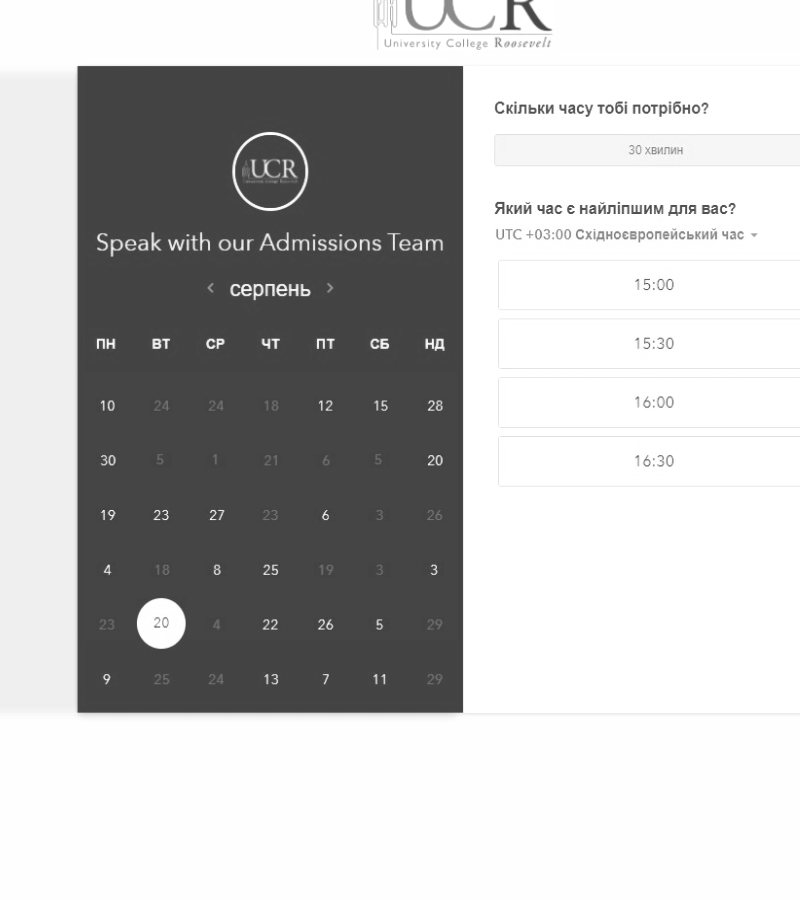 UCR
University College Roosevelt
UCR
Speak with our Admissions Team
серпень
ПН ВТ СР ЧТ ПТ СБ НД
10 24 24 18 12 15 28
30 5 1 21 6 5 20
19 23 27 23 6 3 26
4 18 8 25 19 3 3
23 20 4 22 26 5 29
9 25 24 13 7 11 29
Скільки часу тобі потрібно?
30 хвилин
Який час є найліпшим для вас?
UTC +03:00 Східноєвропейський час
15:00
15:30
16:00
16:30